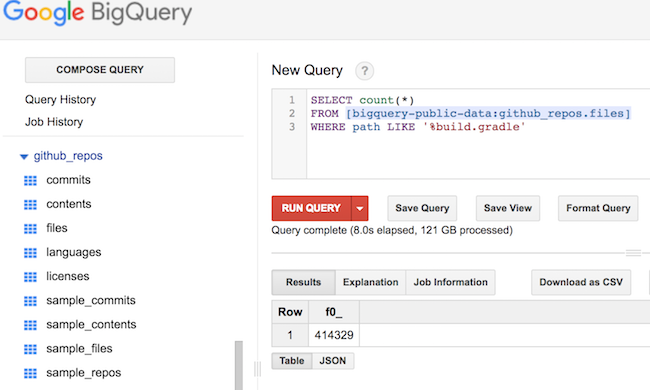 Google BigQuery
COMPOSE QUERY
Query History
Job History
github_repos
commits
contents
files
languages
licenses
sample_commits
sample_contents
sample_files
sample_repos
New Query ?
1 SELECT count(*)
2 FROM [bigquery-public-data:github_repos.files]
3 WHERE path LIKE '%build.gradle'
RUN QUERY Save Query Save View Format Query
Query complete (8.0s elapsed, 121 GB processed)
Results Explanation Job Information Download as CSV
Row f0_
1 414329
Table JSON